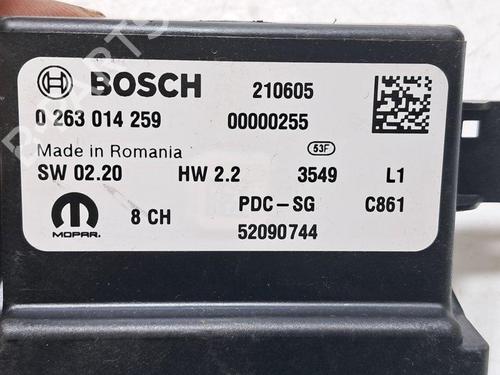 BOSCH 210605
0 263 014 259 00000255
Made in Romania 53F
SW 02.20 HW 2.2 3549 L1
MOPAR. 8 CH PDC-SG C861
52090744